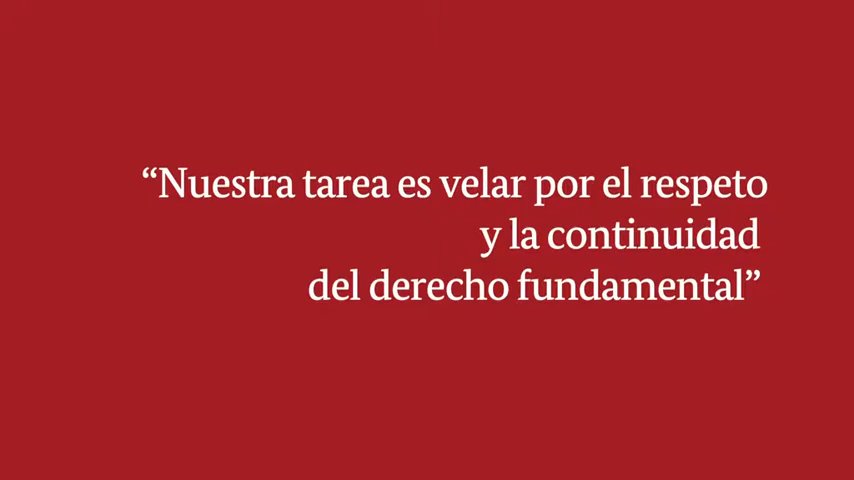 “Nuestra tarea es velar por el respeto
y la continuidad
del derecho fundamental”